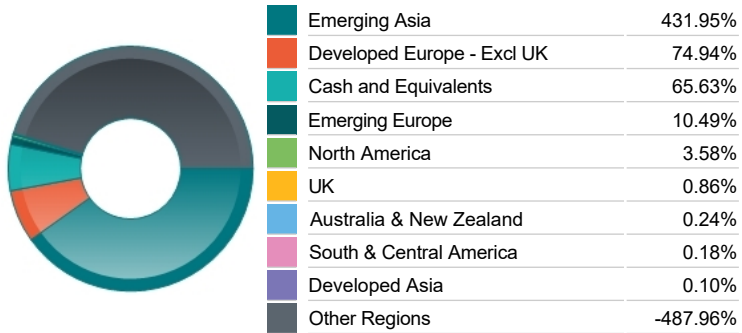 Emerging Asia 431.95%
Developed Europe - Excl UK 74.94%
Cash and Equivalents 65.63%
Emerging Europe 10.49%
North America 3.58%
UK 0.86%
Australia & New Zealand 0.24%
South & Central America 0.18%
Developed Asia 0.10%
Other Regions -487.96%